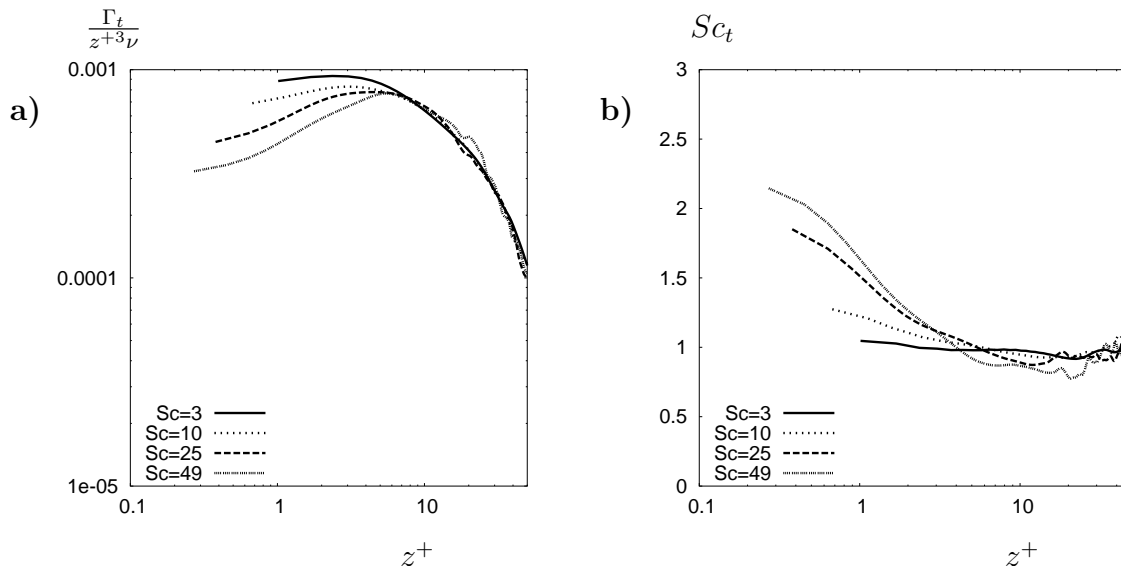 Γ_t
z^{+3}ν
a)
0.001
0.0001
1e-05
Sc=3
Sc=10
Sc=25
Sc=49
0.1
1
10
z^+
Sc_t
b)
3
2.5
2
1.5
1
0.5
0
Sc=3
Sc=10
Sc=25
Sc=49
0.1
1
10
z^+